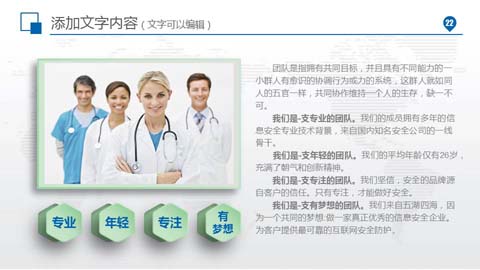 添加文字内容（文字可以编辑）
22
团队是指拥有共同目标，并且具有不同能力的一
小群人有意识的协调行为或力的系统，这群人就如同
人的五官一样，共同协作维持一个人的生存，缺一不
可。
我们是-支专业的团队。我们的成员拥有多年的信
息安全专业技术背景，来自国内知名安全公司的一线
骨干。
我们是-支年轻的团队。我们的平均年龄仅有26岁，
充满了朝气和创新精神。
我们是-支专注的团队。我们坚信，安全的品牌源
自客户的信任。只有专注，才能做好安全。
我们是-支有梦想的团队。我们来自五湖四海，因
为一个共同的梦想:做一家真正优秀的信息安全企业。
为客户提供最可靠的互联网安全防护。
专业
年轻
专注
有
梦想